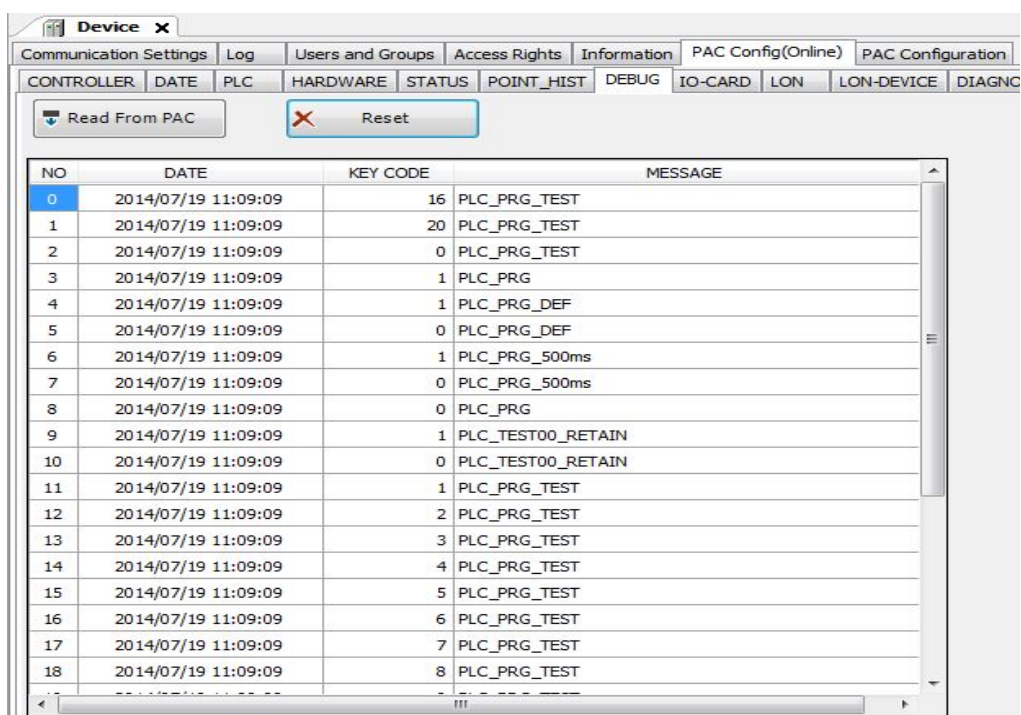 Device
Communication Settings Log Users and Groups Access Rights Information PAC Config(Online) PAC Configuration
CONTROLLER DATE PLC HARDWARE STATUS POINT_HIST DEBUG IO-CARD LON LON-DEVICE DIAGNO
Read From PAC Reset
NO DATE KEY CODE MESSAGE
0 2014/07/19 11:09:09 16 PLC_PRG_TEST
1 2014/07/19 11:09:09 20 PLC_PRG_TEST
2 2014/07/19 11:09:09 0 PLC_PRG_TEST
3 2014/07/19 11:09:09 1 PLC_PRG
4 2014/07/19 11:09:09 1 PLC_PRG_DEF
5 2014/07/19 11:09:09 0 PLC_PRG_DEF
6 2014/07/19 11:09:09 1 PLC_PRG_500ms
7 2014/07/19 11:09:09 0 PLC_PRG_500ms
8 2014/07/19 11:09:09 0 PLC_PRG
9 2014/07/19 11:09:09 1 PLC_TEST00_RETAIN
10 2014/07/19 11:09:09 0 PLC_TEST00_RETAIN
11 2014/07/19 11:09:09 1 PLC_PRG_TEST
12 2014/07/19 11:09:09 2 PLC_PRG_TEST
13 2014/07/19 11:09:09 3 PLC_PRG_TEST
14 2014/07/19 11:09:09 4 PLC_PRG_TEST
15 2014/07/19 11:09:09 5 PLC_PRG_TEST
16 2014/07/19 11:09:09 6 PLC_PRG_TEST
17 2014/07/19 11:09:09 7 PLC_PRG_TEST
18 2014/07/19 11:09:09 8 PLC_PRG_TEST